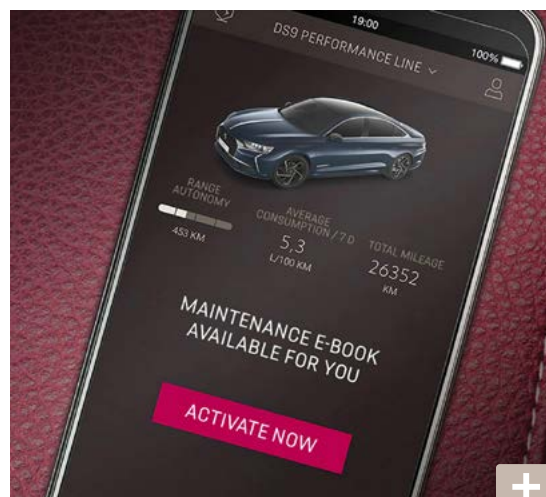 19:00
100%
DS9 PERFORMANCE LINE
RANGE
AUTONOMY
453 KM
AVERAGE
CONSUMPTION / 7 D
5,3
L/100 KM
TOTAL MILEAGE
26352
KM
MAINTENANCE E-BOOK
AVAILABLE FOR YOU
ACTIVATE NOW